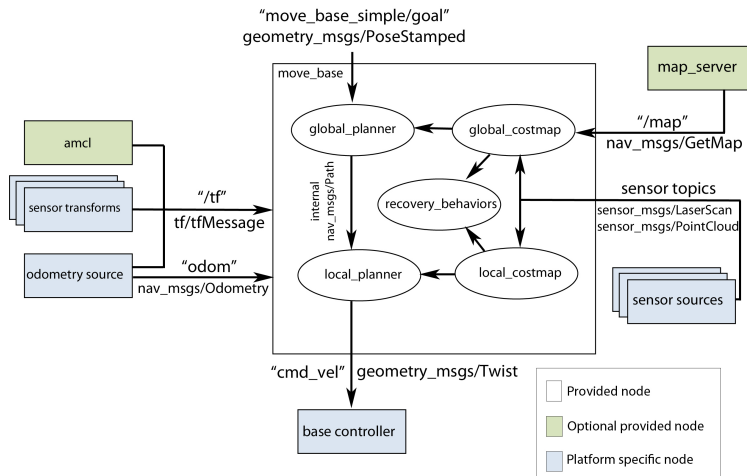 “move_base_simple/goal”
geometry_msgs/PoseStamped
move_base
map_server
global_planner
global_costmap
“/map”
nav_msgs/GetMap
amcl
sensor transforms
“/tf”
tf/tfMessage
internal
nav_msgs/Path
recovery_behaviors
sensor topics
sensor_msgs/LaserScan
sensor_msgs/PointCloud
odometry source
“odom”
nav_msgs/Odometry
local_planner
local_costmap
sensor sources
“cmd_vel”
geometry_msgs/Twist
base controller
Provided node
Optional provided node
Platform specific node